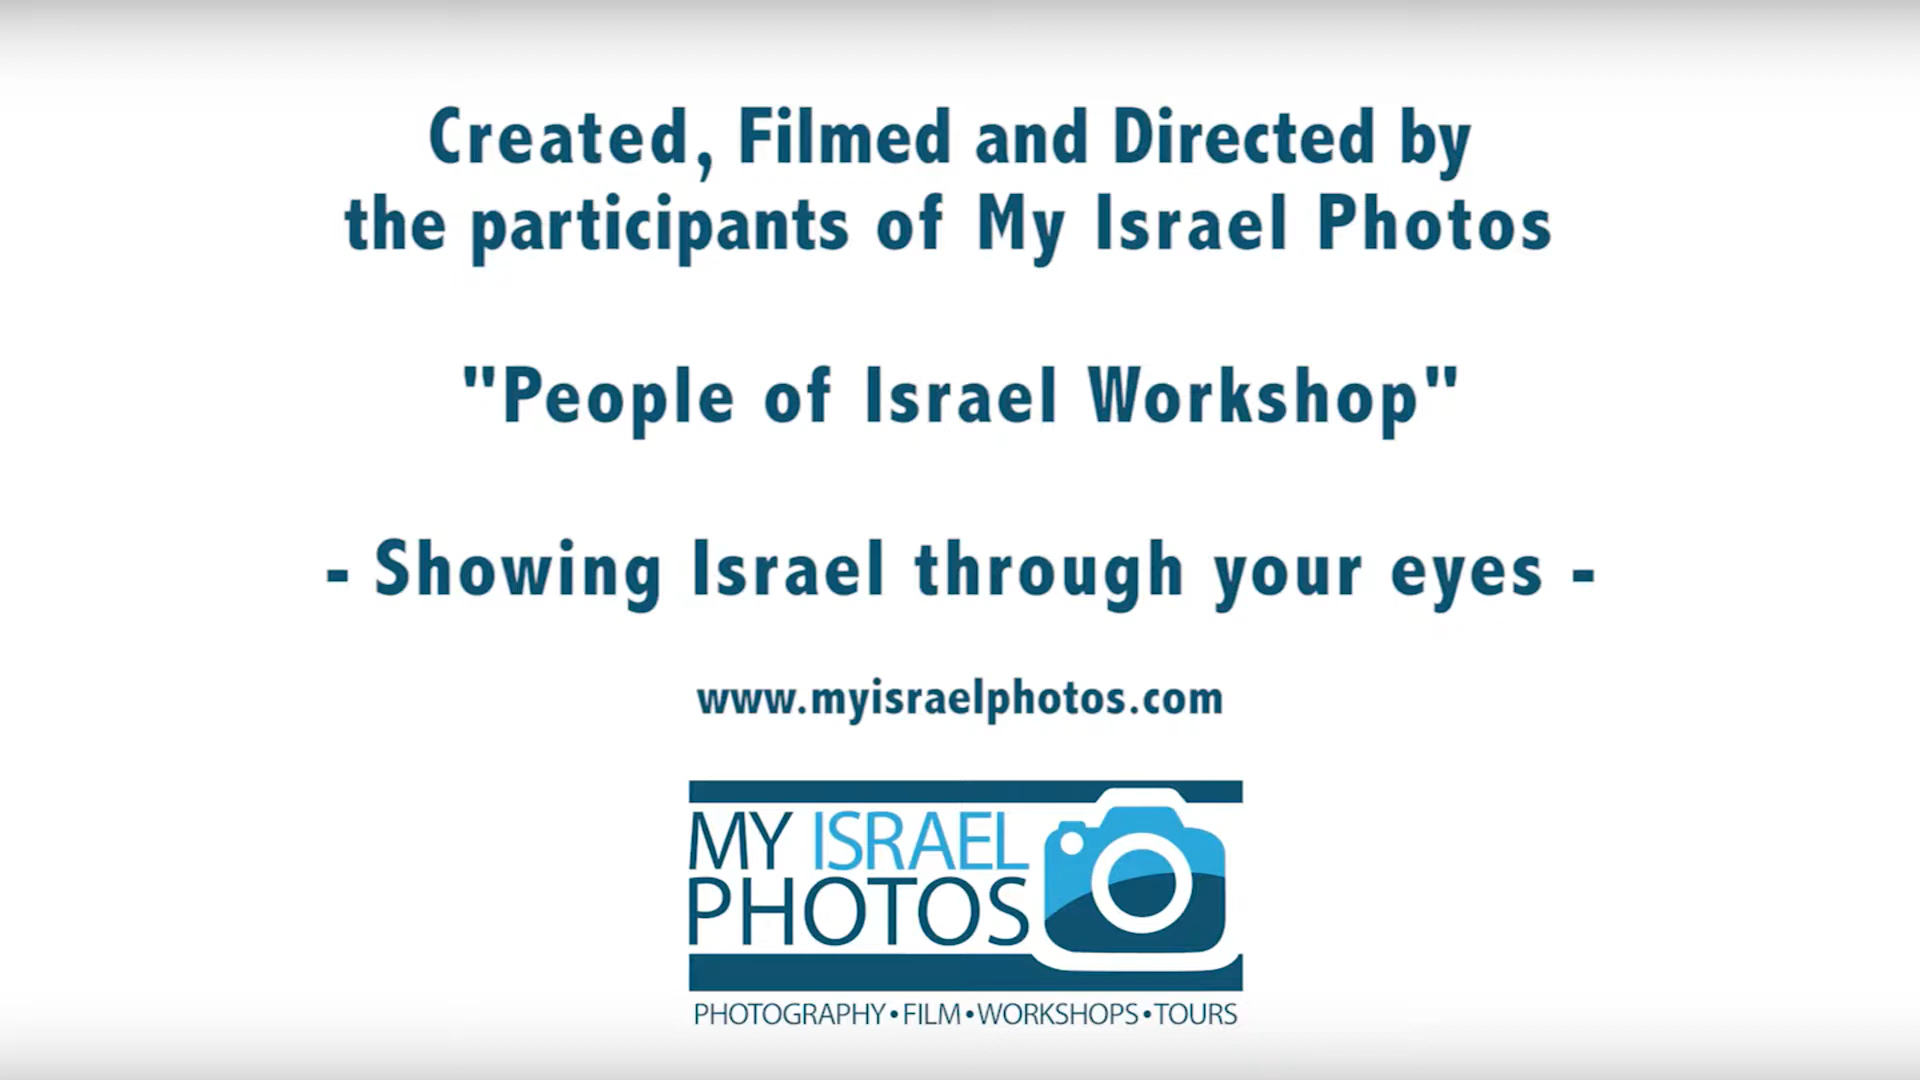 Created, Filmed and Directed by
the participants of My Israel Photos
"People of Israel Workshop"
- Showing Israel through your eyes -
www.myisraelphotos.com
MY ISRAEL
PHOTOS
PHOTOGRAPHY•FILM•WORKSHOPS•TOURS